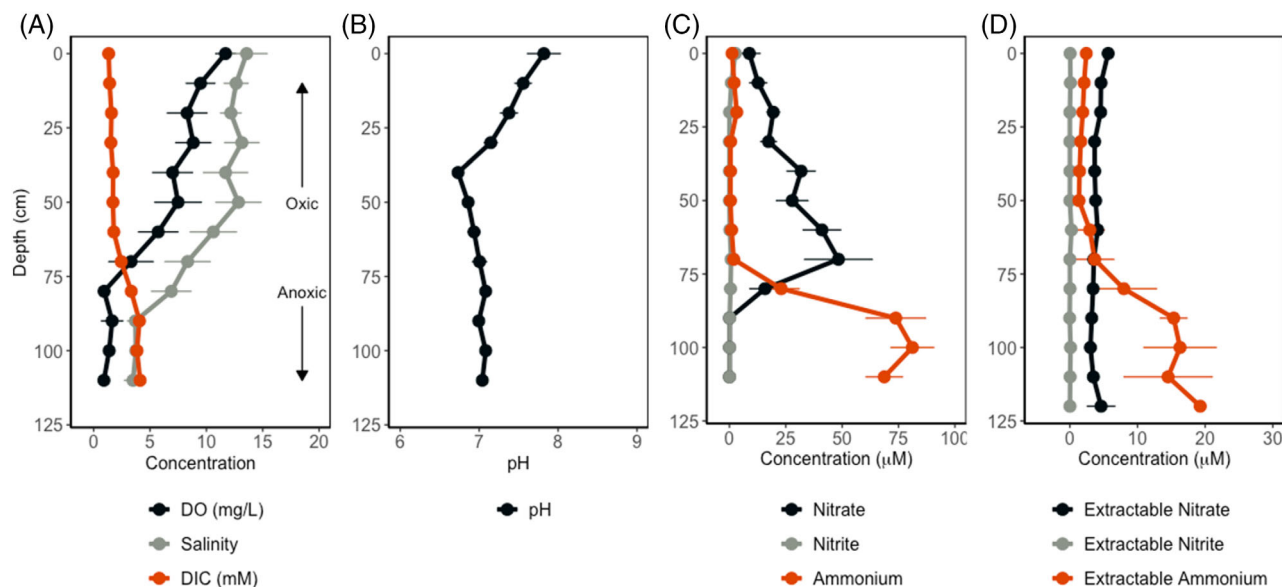 (A)
(B)
(C)
(D)
Depth (cm)
0
25
50
75
100
125
Oxic
Anoxic
0 5 10 15 20
Concentration
DO (mg/L)
Salinity
DIC (mM)
0
25
50
75
100
125
6 7 8 9
pH
pH
0
25
50
75
100
125
0 25 50 75 100
Concentration (μM)
Nitrate
Nitrite
Ammonium
0
25
50
75
100
125
0 10 20 30
Concentration (μM)
Extractable Nitrate
Extractable Nitrite
Extractable Ammonium